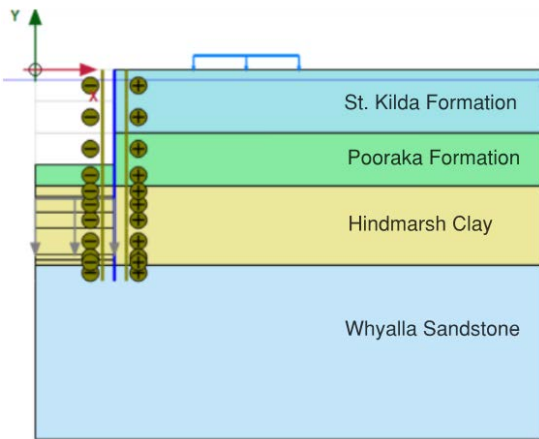 Y
X
St. Kilda Formation
Pooraka Formation
Hindmarsh Clay
Whyalla Sandstone